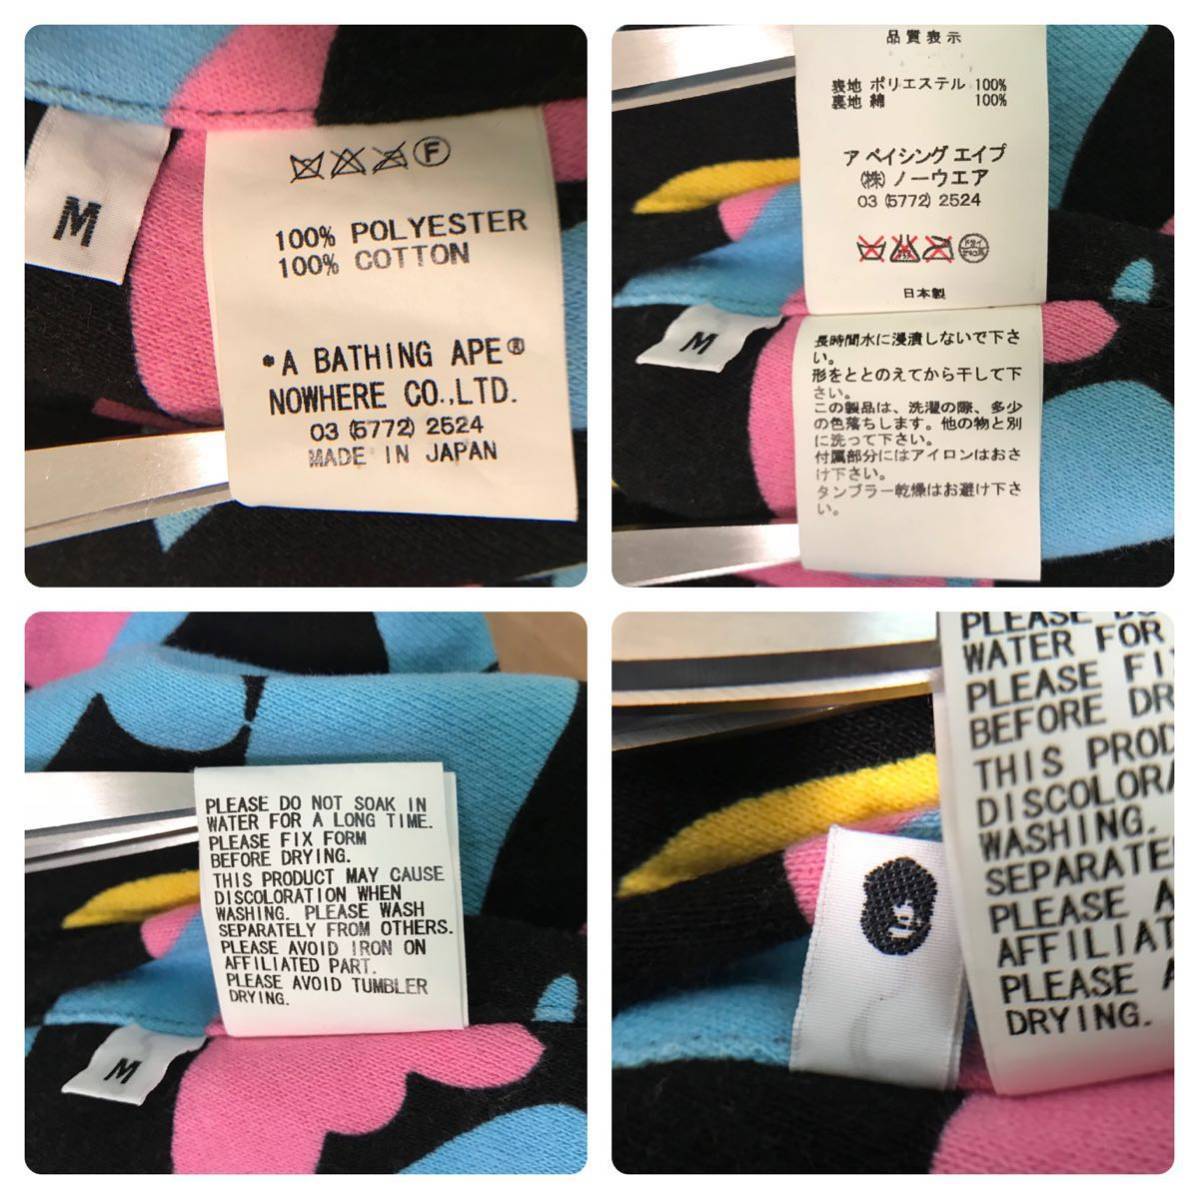 M
F
100% POLYESTER
100% COTTON
*A BATHING APE®
NOWHERE CO.,LTD.
03 (5772) 2524
MADE IN JAPAN
品質表示
表地 ポリエステル 100%
裏地 綿 100%
ア ベイシング エイプ
(株) ノーウエア
03 (5772) 2524
日本製
M
長時間水に浸漬しないで下さ
い。
形をととのえてから干して下
さい。
この製品は、洗濯の際、多少
の色落ちします。他の物と別
に洗って下さい。
付属部分にはアイロンはおさ
け下さい。
タンブラー乾燥はお避け下さ
い。
PLEASE DO NOT SOAK IN
WATER FOR A LONG TIME.
PLEASE FIX FORM
BEFORE DRYING.
THIS PRODUCT MAY CAUSE
DISCOLORATION WHEN
WASHING. PLEASE WASH
SEPARATELY FROM OTHERS.
PLEASE AVOID IRON ON
AFFILIATED PART.
PLEASE AVOID TUMBLER
DRYING.
M
PLEASE DO
WATER FOR
PLEASE FI
BEFORE DR
THIS PROD
DISCOLORA
WASHING.
SEPARATE
PLEASE A
AFFILIAT
PLEASE A
DRYING.